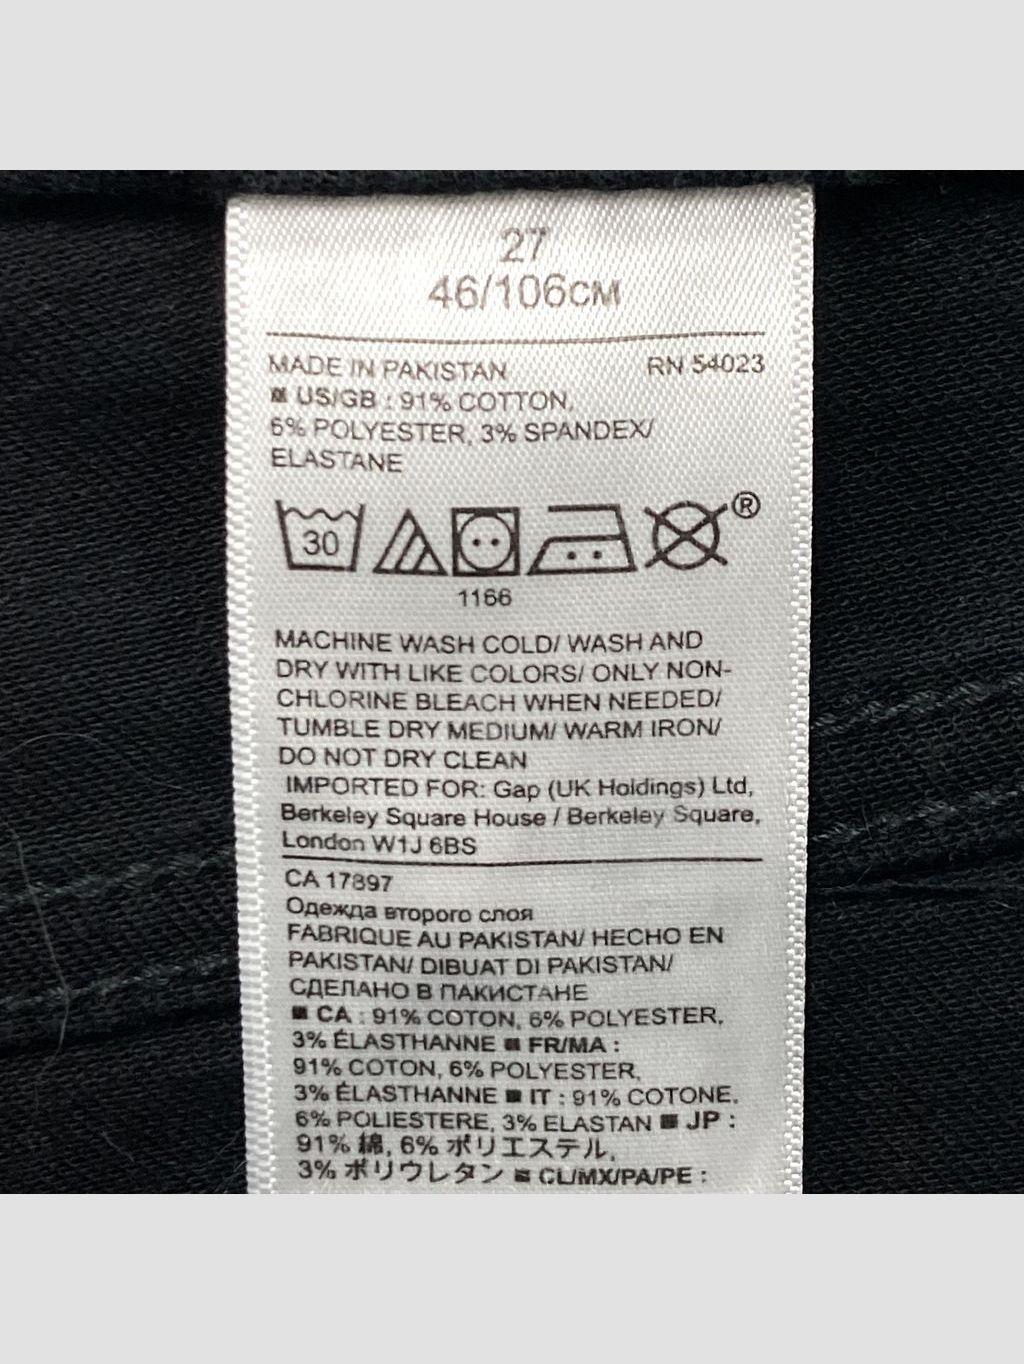 27
46/106CM
MADE IN PAKISTAN RN 54023
■ US/GB : 91% COTTON,
6% POLYESTER, 3% SPANDEX/
ELASTANE
30
®
1166
MACHINE WASH COLD/ WASH AND
DRY WITH LIKE COLORS/ ONLY NON-
CHLORINE BLEACH WHEN NEEDED/
TUMBLE DRY MEDIUM/ WARM IRON/
DO NOT DRY CLEAN
IMPORTED FOR: Gap (UK Holdings) Ltd,
Berkeley Square House / Berkeley Square,
London W1J 6BS
CA 17897
Одежда второго слоя
FABRIQUE AU PAKISTAN/ HECHO EN
PAKISTAN/ DIBUAT DI PAKISTAN/
СДЕЛАНО В ПАКИСТАНЕ
■ CA : 91% COTON, 6% POLYESTER,
3% ÉLASTHANNE ■ FR/MA :
91% COTON, 6% POLYESTER,
3% ÉLASTHANNE ■ IT : 91% COTONE,
6% POLIESTERE, 3% ELASTAN ■ JP :
91% 綿, 6% ポリエステル,
3% ポリウレタン ■ CL/MX/PA/PE :